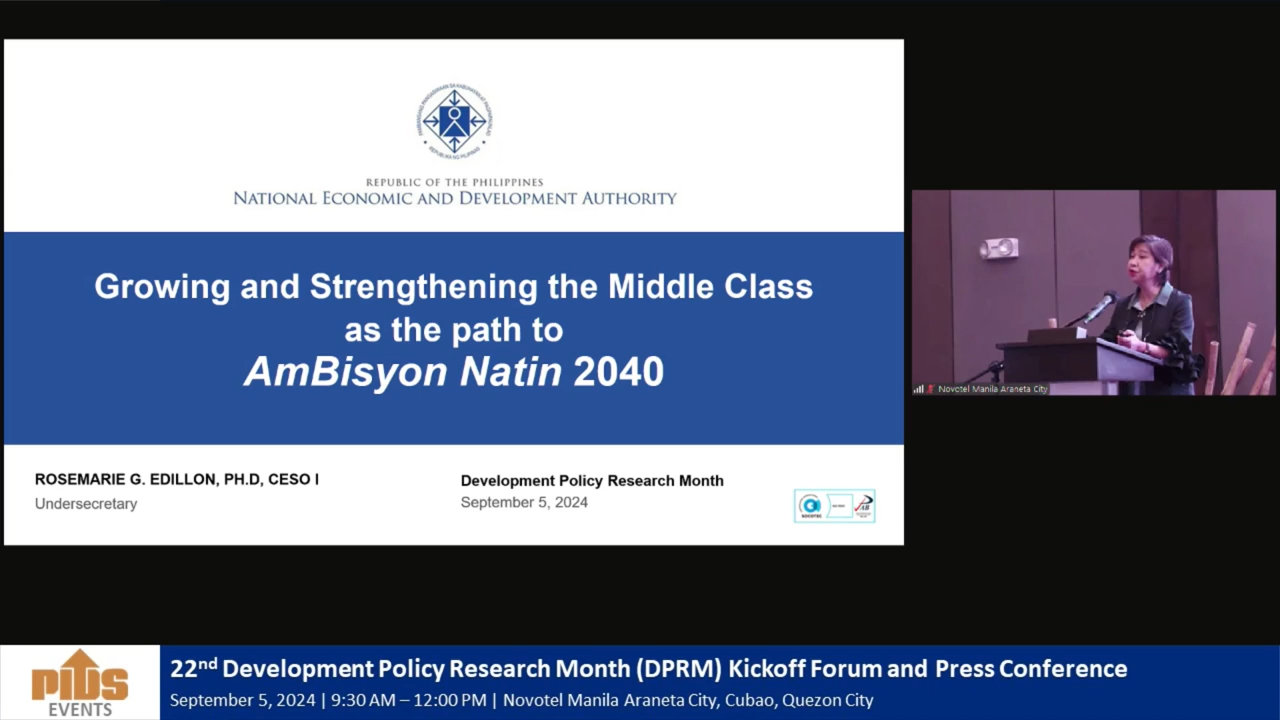 REPUBLIC OF THE PHILIPPINES
NATIONAL ECONOMIC AND DEVELOPMENT AUTHORITY
Growing and Strengthening the Middle Class
as the path to
AmBisyon Natin 2040
ROSEMARIE G. EDILLON, PH.D, CESO I
Undersecretary
Development Policy Research Month
September 5, 2024
Novotel Manila Araneta City
pids
EVENTS
22nd Development Policy Research Month (DPRM) Kickoff Forum and Press Conference
September 5, 2024 | 9:30 AM – 12:00 PM | Novotel Manila Araneta City, Cubao, Quezon City